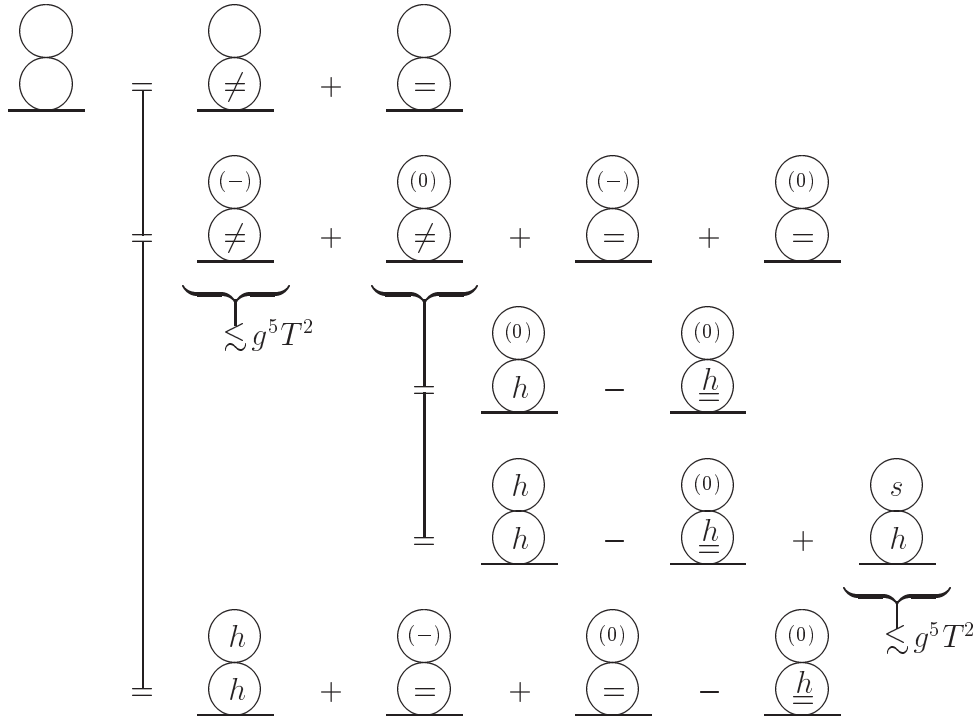 = ≠ + =
= (−) ≠ + (0) ≠ + (−) = + (0) =
≲ g⁵T²
= (0) h − (0) h =
= h h − (0) h = + s h
≲ g⁵T²
= h h + (−) = + (0) = − (0) h =